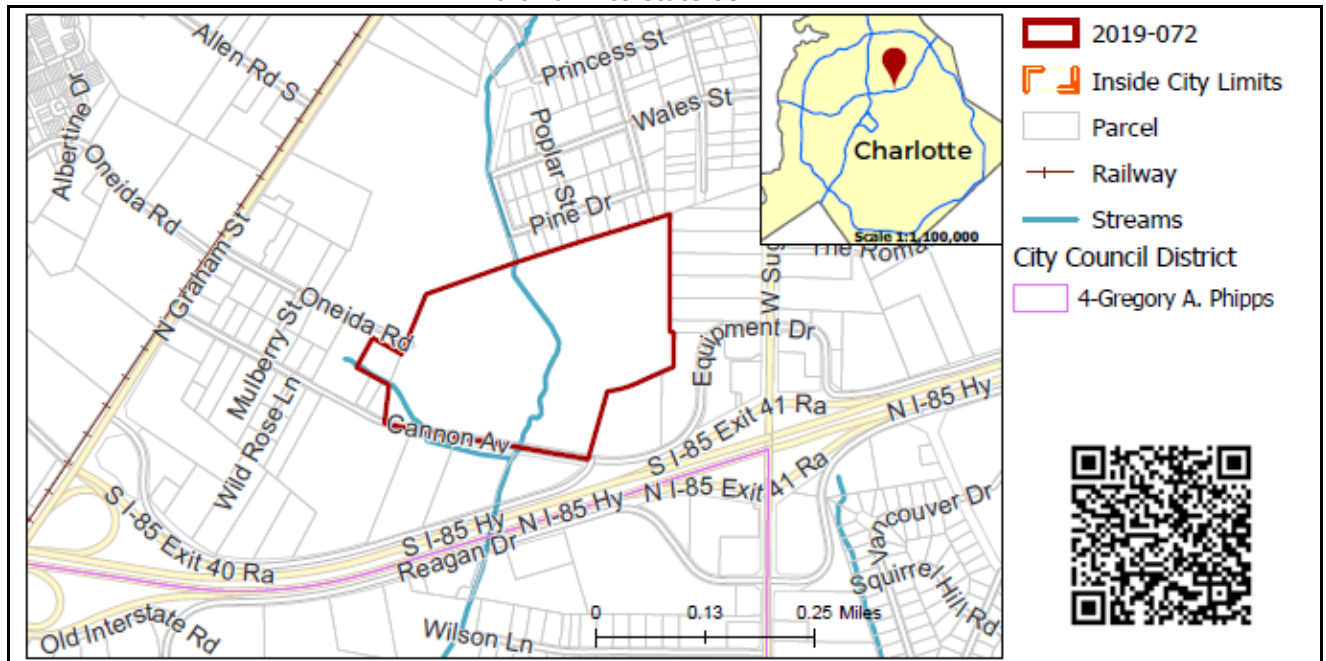 Allen Rd S
Princess St
Albertine Dr
Wales St
Poplar St
Oneida Rd
Pine Dr
N Graham St
Oneida Rd
Mulberry St
Wild Rose Ln
Cannon Av
Equipment Dr
W Sug
The Roma
S I-85 Exit 41 Ra
N I-85 Hy
S I-85 Exit 40 Ra
S I-85 Hy
N I-85 Hy
N I-85 Exit 41 Ra
Reagan Dr
Vancouver Dr
Squirrel Hill Rd
Old Interstate Rd
Wilson Ln
0 0.13 0.25 Miles
Charlotte
Scale 1:1,100,000
2019-072
Inside City Limits
Parcel
Railway
Streams
City Council District
4-Gregory A. Phipps